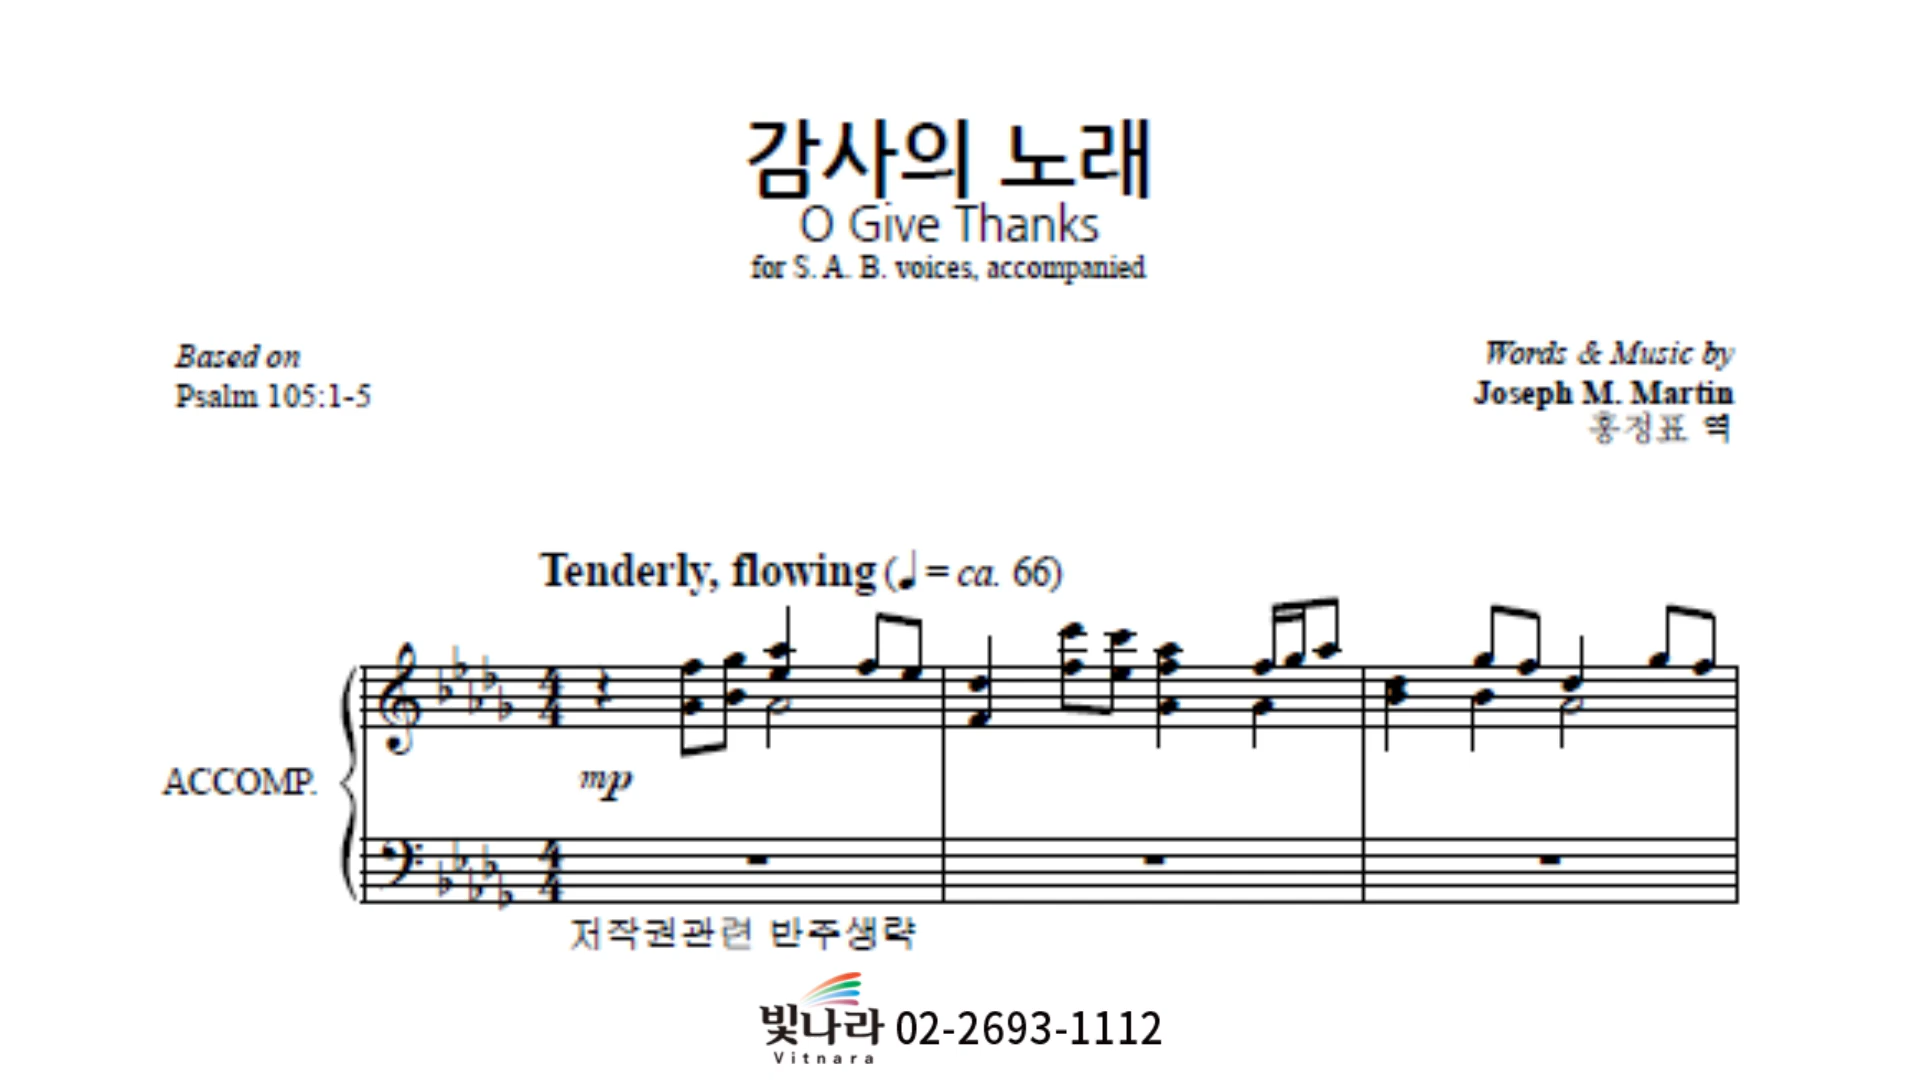 감사의 노래
O Give Thanks
for S. A. B. voices, accompanied
Based on
Psalm 105:1-5
Words & Music by
Joseph M. Martin
홍정표 역
Tenderly, flowing (♩ = ca. 66)
ACCOMP.
mp
저작권관련 반주생략
빛나라 02-2693-1112
Vitnara